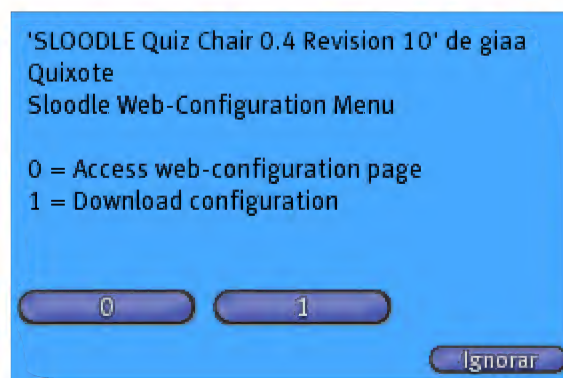 'SLOODLE Quiz Chair 0.4 Revision 10' de giaa
Quixote
Sloodle Web-Configuration Menu
0 = Access web-configuration page
1 = Download configuration
0 1
Ignorar